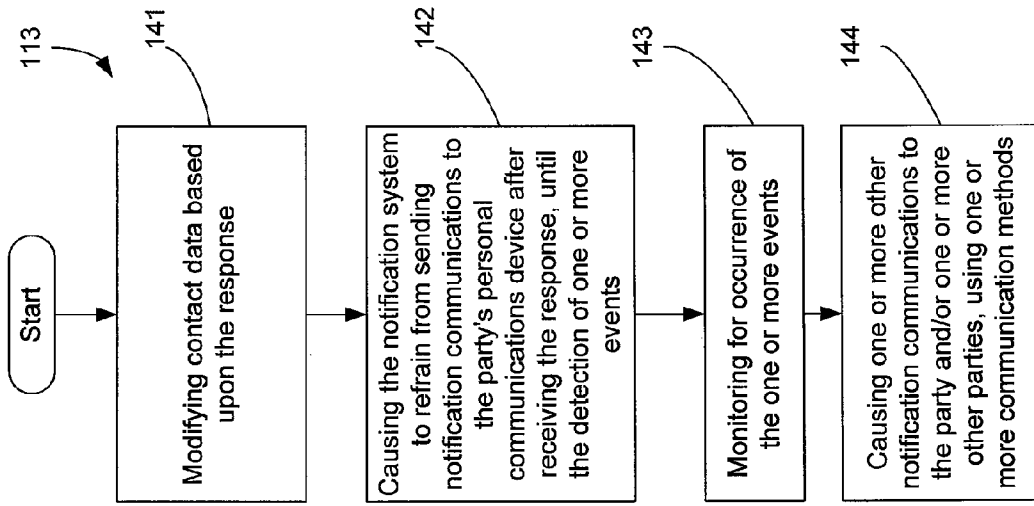 113
Start
141
Modifying contact data based
upon the response
142
Causing the notification system
to refrain from sending
notification communications to
the party's personal
communications device after
receiving the response, until
the detection of one or more
events
143
Monitoring for occurrence of
the one or more events
144
Causing one or more other
notification communications to
the party and/or one or more
other parties, using one or
more communication methods